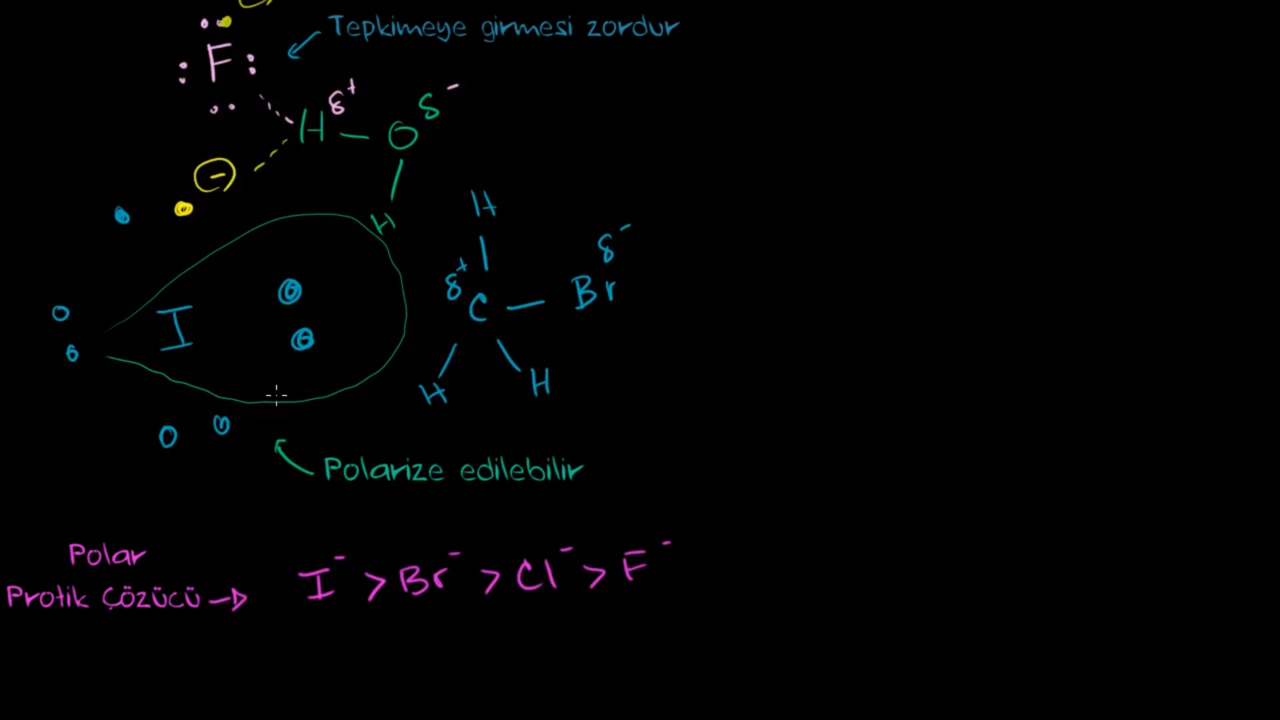 Tepkimeye girmesi zordur
:F:
H δ+ — O δ-
H
-
H
I
δ+ C — Br δ-
H H
Polarize edilebilir
Polar
Protik Çözücü → I- > Br- > Cl- > F-